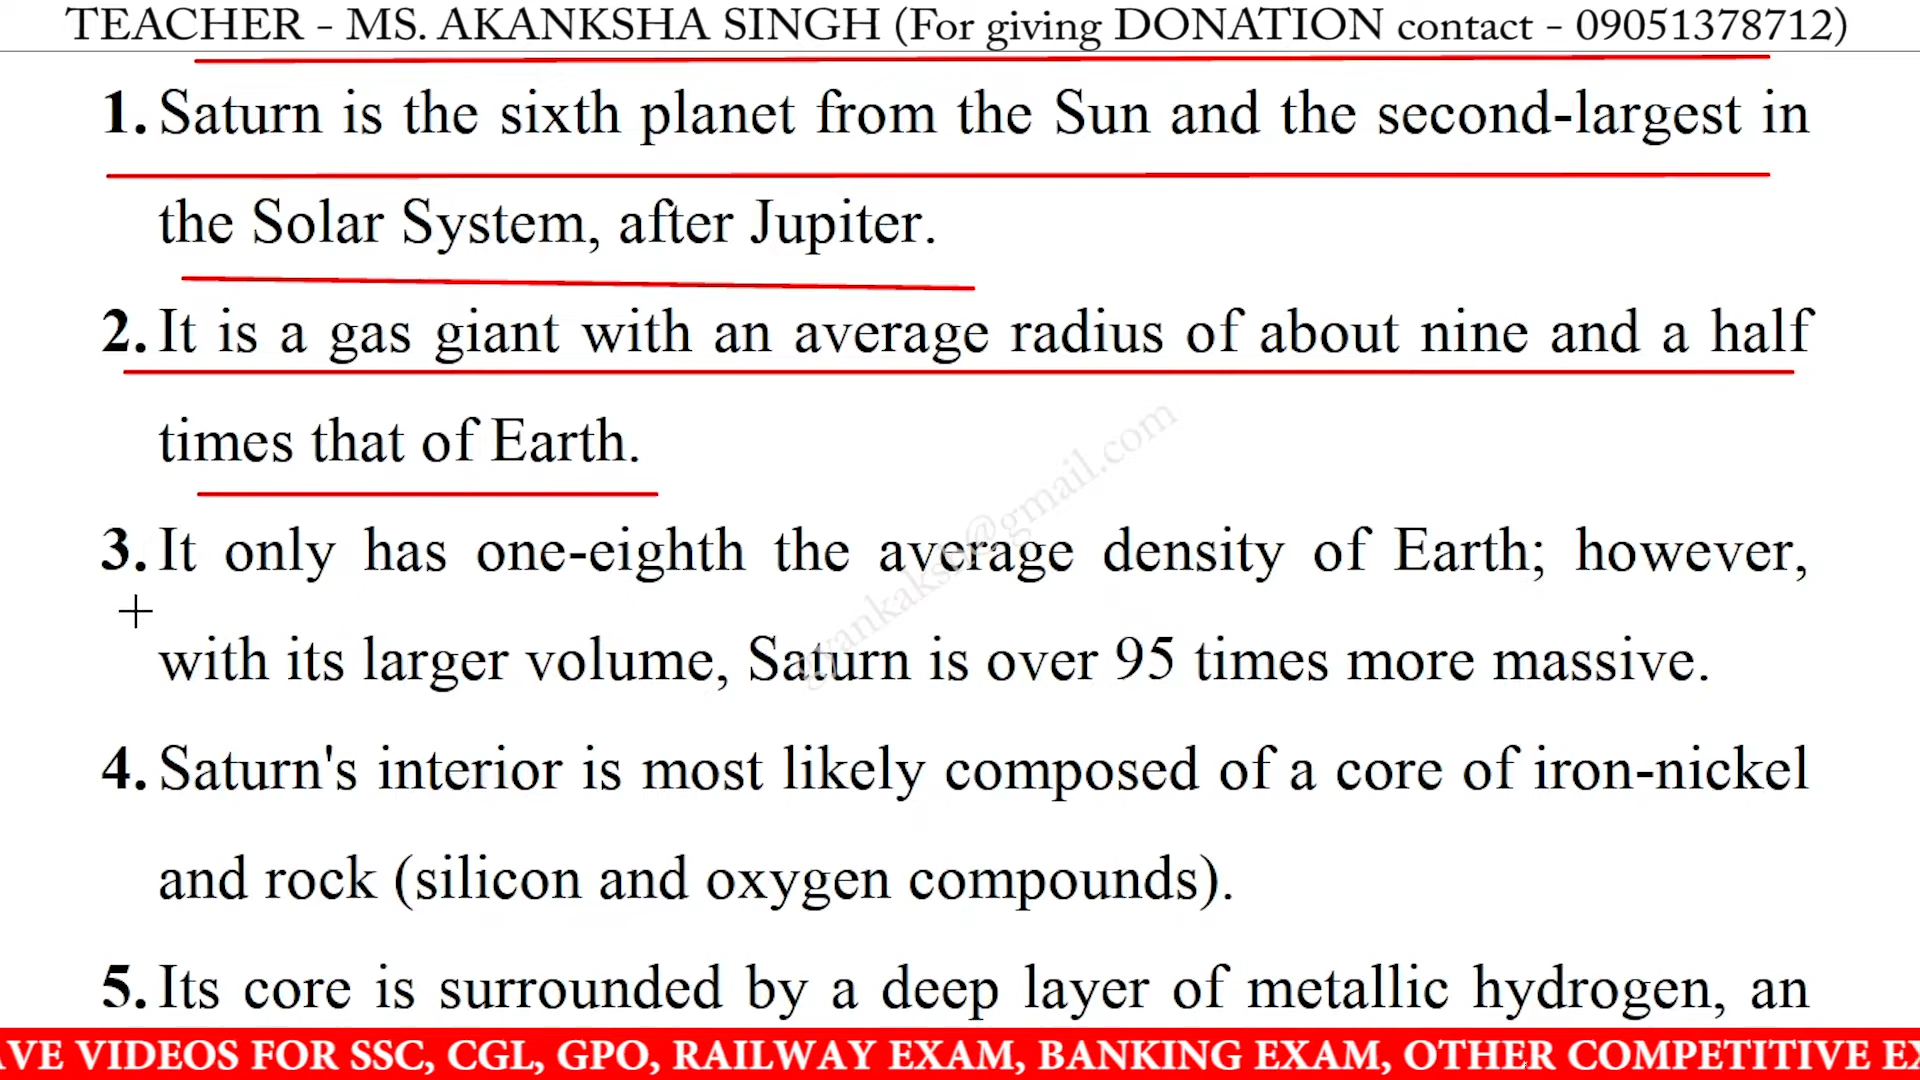 TEACHER - MS. AKANKSHA SINGH (For giving DONATION contact - 09051378712)
1. Saturn is the sixth planet from the Sun and the second-largest in
the Solar System, after Jupiter.
2. It is a gas giant with an average radius of about nine and a half
times that of Earth.
3. It only has one-eighth the average density of Earth; however,
with its larger volume, Saturn is over 95 times more massive.
4. Saturn's interior is most likely composed of a core of iron-nickel
and rock (silicon and oxygen compounds).
5. Its core is surrounded by a deep layer of metallic hydrogen, an
AVE VIDEOS FOR SSC, CGL, GPO, RAILWAY EXAM, BANKING EXAM, OTHER COMPETITIVE EX